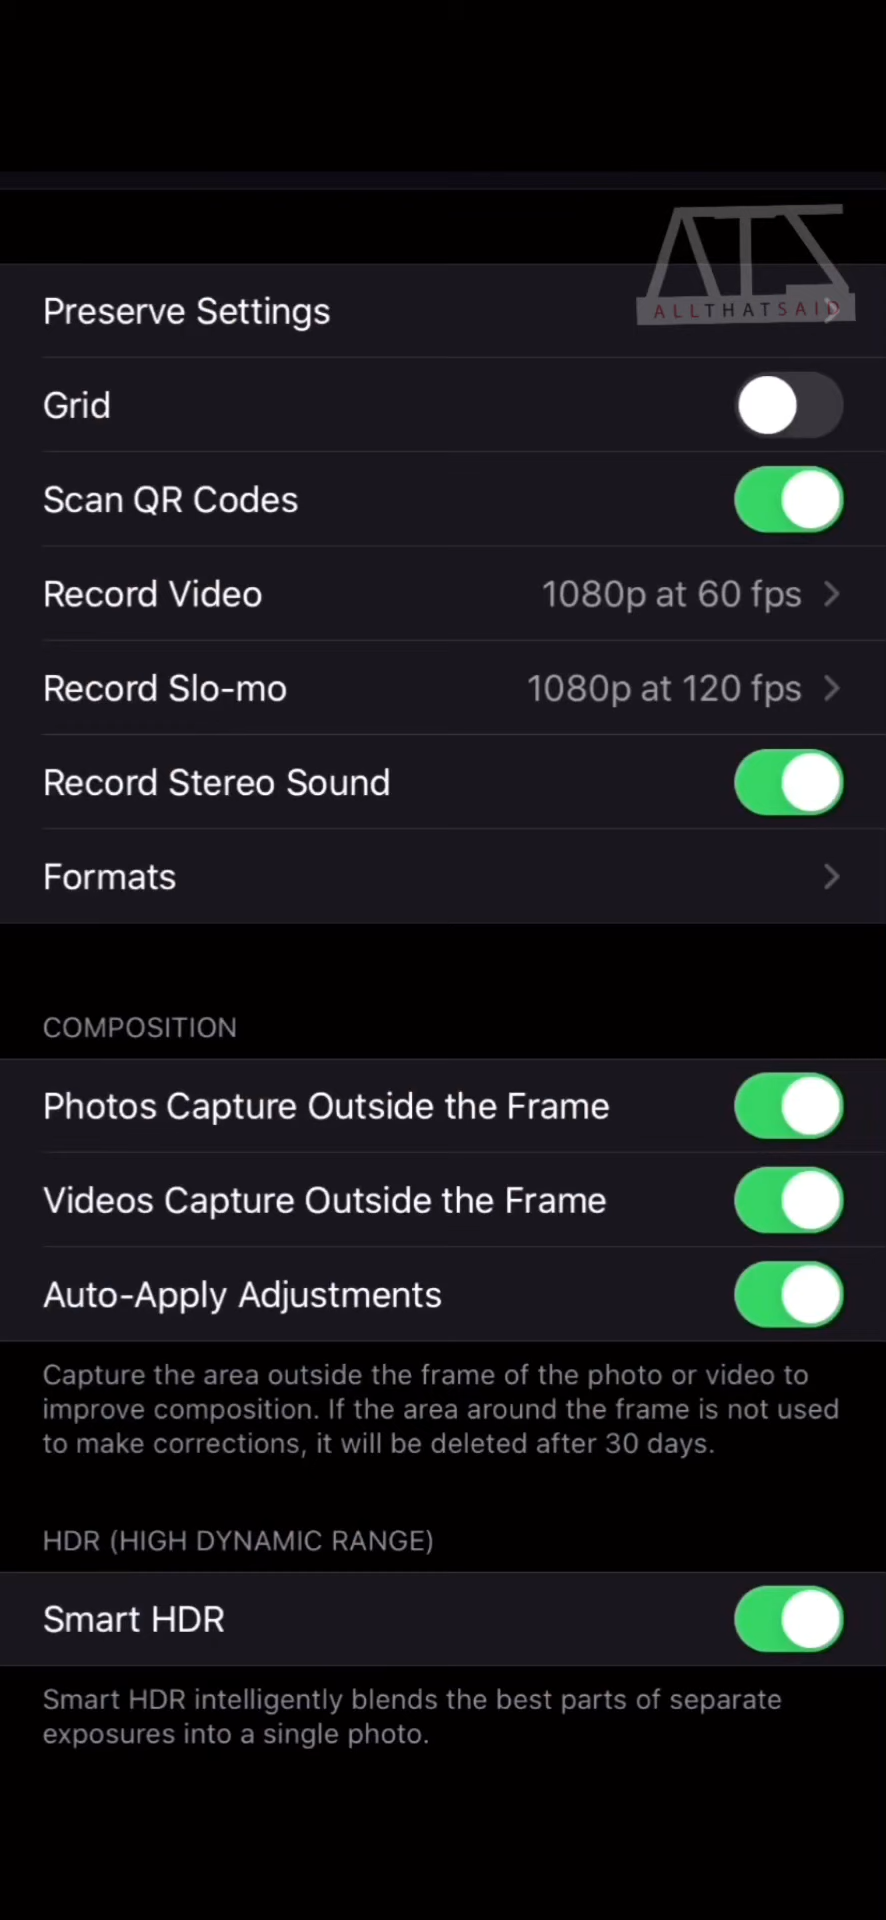 ATS
ALLTHATSAID
Preserve Settings
Grid
Scan QR Codes
Record Video 1080p at 60 fps
Record Slo-mo 1080p at 120 fps
Record Stereo Sound
Formats
COMPOSITION
Photos Capture Outside the Frame
Videos Capture Outside the Frame
Auto-Apply Adjustments
Capture the area outside the frame of the photo or video to
improve composition. If the area around the frame is not used
to make corrections, it will be deleted after 30 days.
HDR (HIGH DYNAMIC RANGE)
Smart HDR
Smart HDR intelligently blends the best parts of separate
exposures into a single photo.